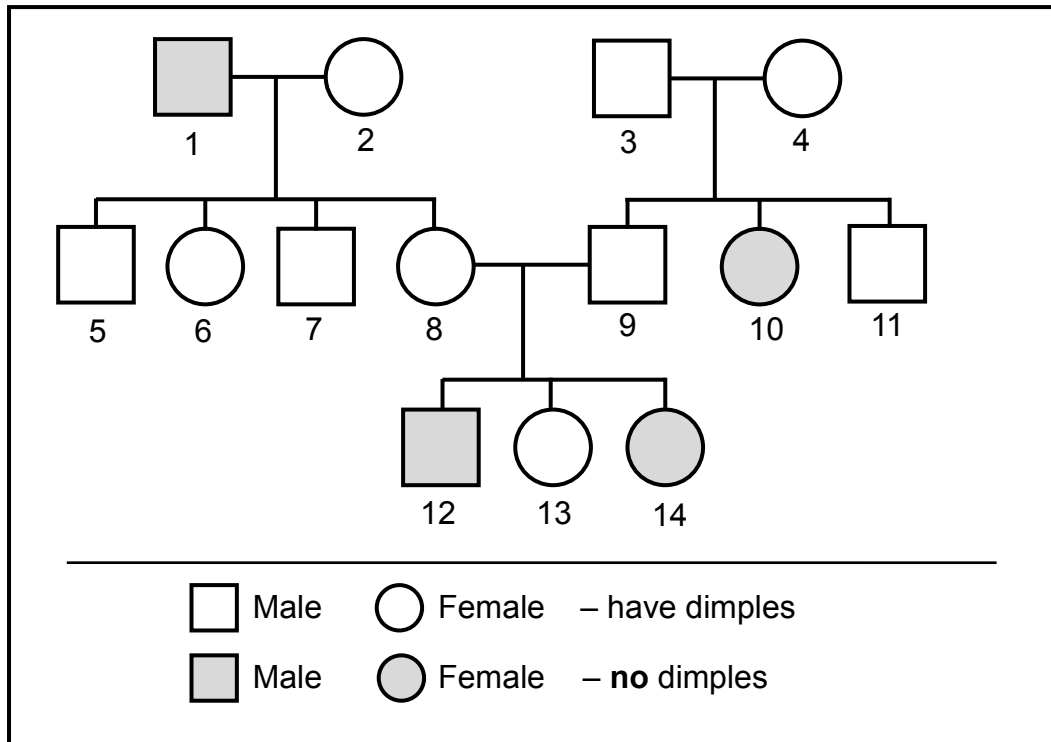 1 2 3 4
5 6 7 8 9 10 11
12 13 14
Male Female – have dimples
Male Female – no dimples